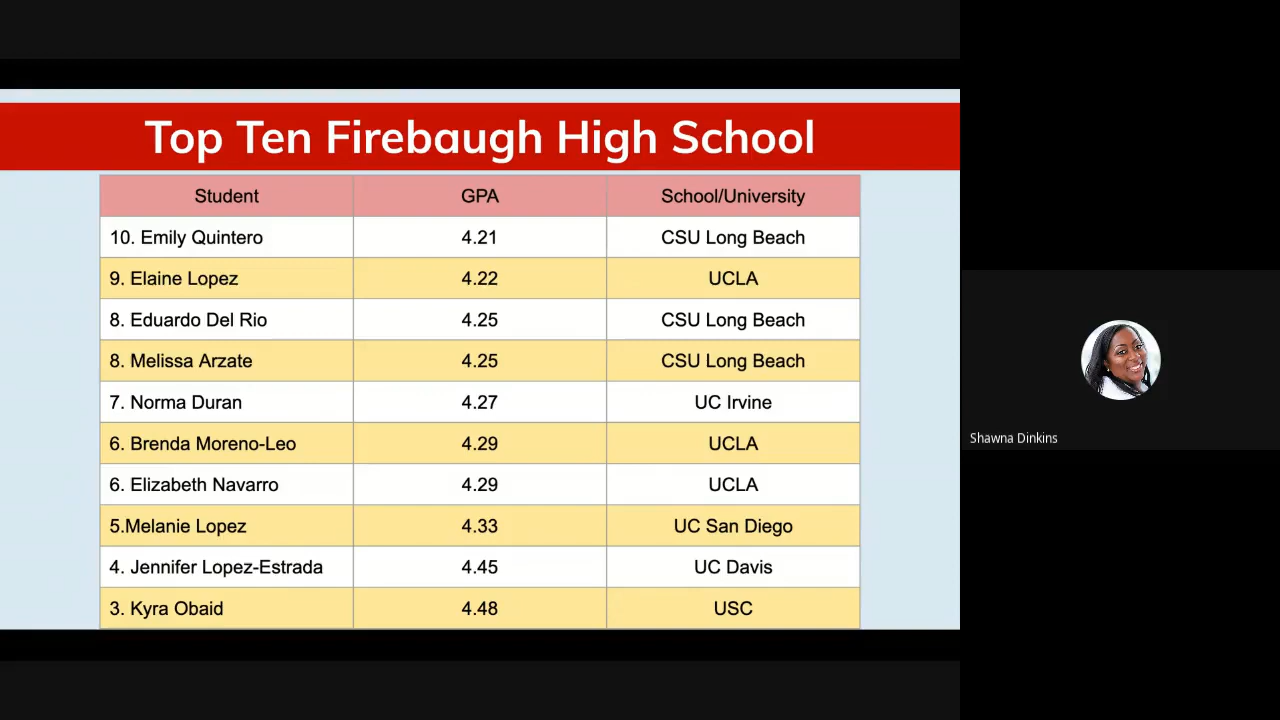 Top Ten Firebaugh High School
Student GPA School/University
10. Emily Quintero 4.21 CSU Long Beach
9. Elaine Lopez 4.22 UCLA
8. Eduardo Del Rio 4.25 CSU Long Beach
8. Melissa Arzate 4.25 CSU Long Beach
7. Norma Duran 4.27 UC Irvine
6. Brenda Moreno-Leo 4.29 UCLA
6. Elizabeth Navarro 4.29 UCLA
5.Melanie Lopez 4.33 UC San Diego
4. Jennifer Lopez-Estrada 4.45 UC Davis
3. Kyra Obaid 4.48 USC
Shawna Dinkins